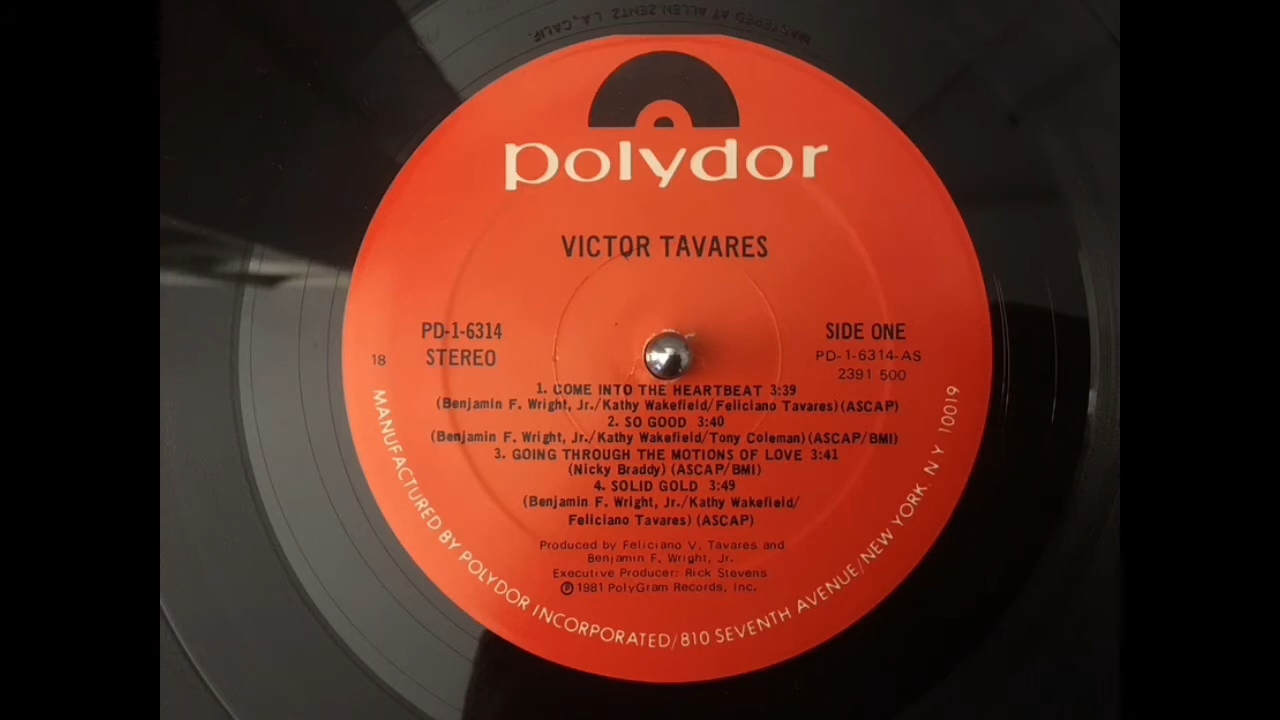 MASTERED AT ALLEN ZENTZ L.A., CALIF.
polydor
VICTOR TAVARES
PD-1-6314
STEREO
18
SIDE ONE
PD-1-6314-AS
2391 500
1. COME INTO THE HEARTBEAT 3:39
(Benjamin F. Wright, Jr./Kathy Wakefield/Feliciano Tavares) (ASCAP)
2. SO GOOD 3:40
(Benjamin F. Wright, Jr./Kathy Wakefield/Tony Coleman) (ASCAP/BMI)
3. GOING THROUGH THE MOTIONS OF LOVE 3:41
(Nicky Braddy) (ASCAP/BMI)
4. SOLID GOLD 3:49
(Benjamin F. Wright, Jr./Kathy Wakefield/
Feliciano Tavares) (ASCAP)
Produced by Feliciano V. Tavares and
Benjamin F. Wright, Jr.
Executive Producer: Rick Stevens
℗ 1981 PolyGram Records, Inc.
MANUFACTURED BY POLYDOR INCORPORATED/810 SEVENTH AVENUE/NEW YORK, N Y 10019